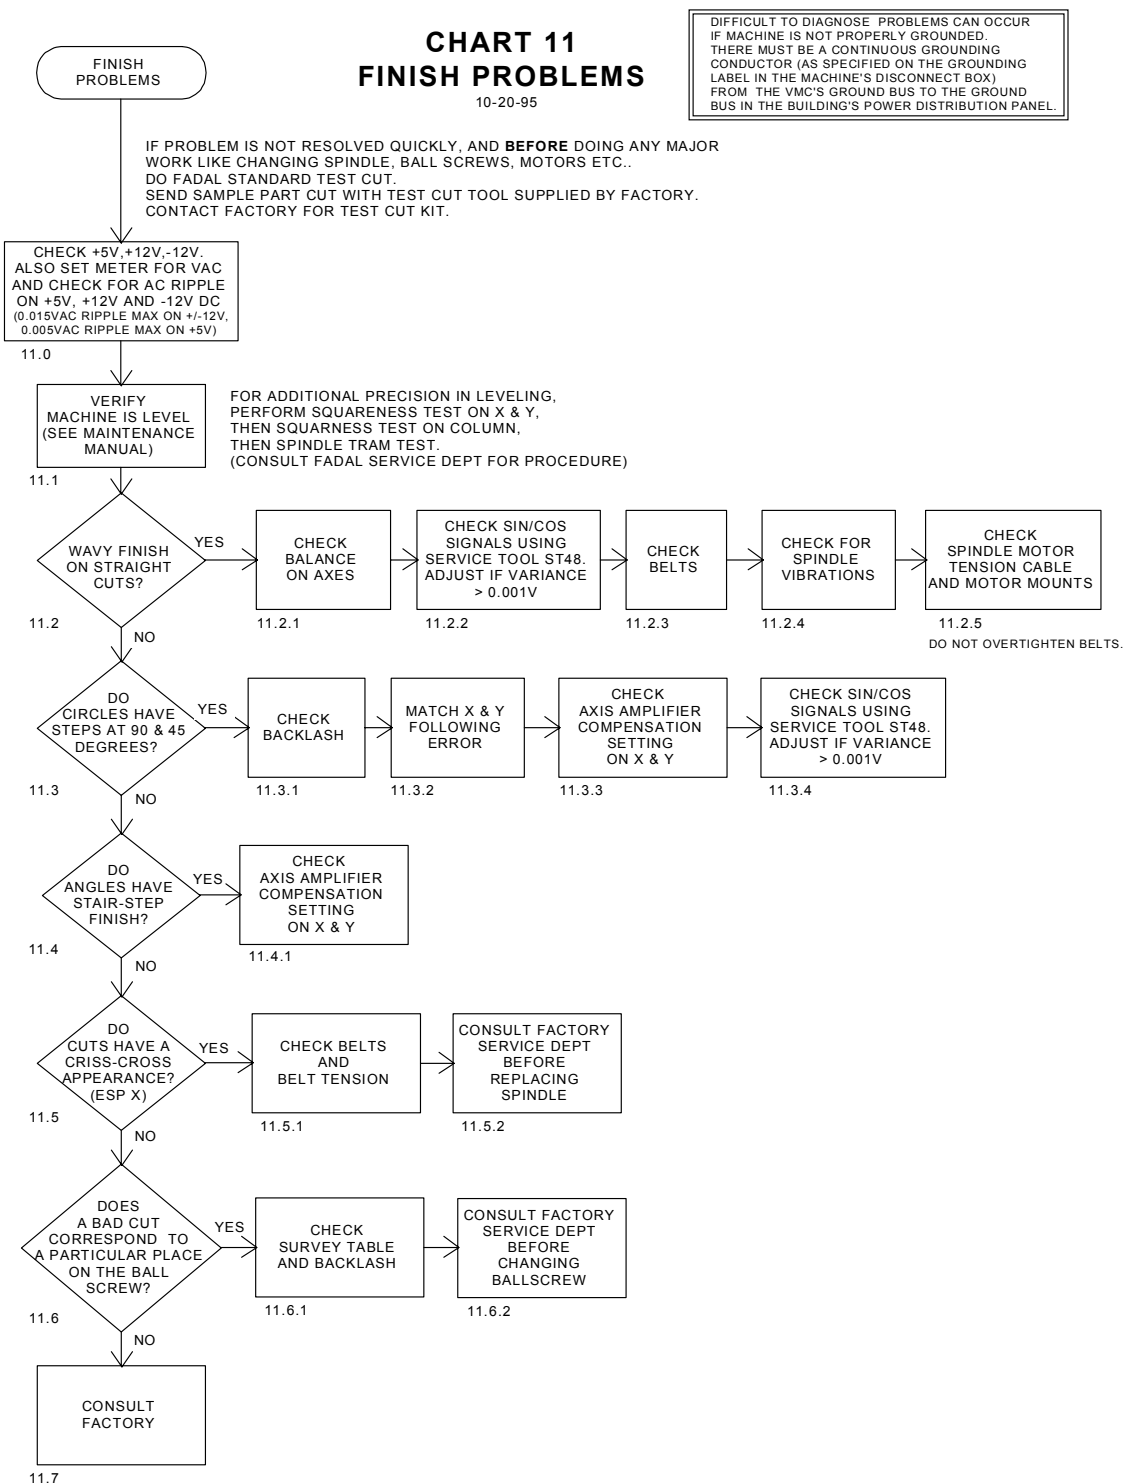 CHART 11
FINISH PROBLEMS
10-20-95
DIFFICULT TO DIAGNOSE PROBLEMS CAN OCCUR
IF MACHINE IS NOT PROPERLY GROUNDED.
THERE MUST BE A CONTINUOUS GROUNDING
CONDUCTOR (AS SPECIFIED ON THE GROUNDING
LABEL IN THE MACHINE'S DISCONNECT BOX)
FROM THE VMC'S GROUND BUS TO THE GROUND
BUS IN THE BUILDING'S POWER DISTRIBUTION PANEL.
FINISH
PROBLEMS
IF PROBLEM IS NOT RESOLVED QUICKLY, AND BEFORE DOING ANY MAJOR
WORK LIKE CHANGING SPINDLE, BALL SCREWS, MOTORS ETC..
DO FADAL STANDARD TEST CUT.
SEND SAMPLE PART CUT WITH TEST CUT TOOL SUPPLIED BY FACTORY.
CONTACT FACTORY FOR TEST CUT KIT.
CHECK +5V,+12V,-12V.
ALSO SET METER FOR VAC
AND CHECK FOR AC RIPPLE
ON +5V, +12V AND -12V DC
(0.015VAC RIPPLE MAX ON +/-12V,
0.005VAC RIPPLE MAX ON +5V)
11.0
VERIFY
MACHINE IS LEVEL
(SEE MAINTENANCE
MANUAL)
11.1
FOR ADDITIONAL PRECISION IN LEVELING,
PERFORM SQUARENESS TEST ON X & Y,
THEN SQUARNESS TEST ON COLUMN,
THEN SPINDLE TRAM TEST.
(CONSULT FADAL SERVICE DEPT FOR PROCEDURE)
WAVY FINISH
ON STRAIGHT
CUTS?
11.2
YES
NO
CHECK
BALANCE
ON AXES
11.2.1
CHECK SIN/COS
SIGNALS USING
SERVICE TOOL ST48.
ADJUST IF VARIANCE
> 0.001V
11.2.2
CHECK
BELTS
11.2.3
CHECK FOR
SPINDLE
VIBRATIONS
11.2.4
CHECK
SPINDLE MOTOR
TENSION CABLE
AND MOTOR MOUNTS
11.2.5
DO NOT OVERTIGHTEN BELTS.
DO
CIRCLES HAVE
STEPS AT 90 & 45
DEGREES?
11.3
YES
NO
CHECK
BACKLASH
11.3.1
MATCH X & Y
FOLLOWING
ERROR
11.3.2
CHECK
AXIS AMPLIFIER
COMPENSATION
SETTING
ON X & Y
11.3.3
CHECK SIN/COS
SIGNALS USING
SERVICE TOOL ST48.
ADJUST IF VARIANCE
> 0.001V
11.3.4
DO
ANGLES HAVE
STAIR-STEP
FINISH?
11.4
YES
NO
CHECK
AXIS AMPLIFIER
COMPENSATION
SETTING
ON X & Y
11.4.1
DO
CUTS HAVE A
CRISS-CROSS
APPEARANCE?
(ESP X)
11.5
YES
NO
CHECK BELTS
AND
BELT TENSION
11.5.1
CONSULT FACTORY
SERVICE DEPT
BEFORE
REPLACING
SPINDLE
11.5.2
DOES
A BAD CUT
CORRESPOND TO
A PARTICULAR PLACE
ON THE BALL
SCREW?
11.6
YES
NO
CHECK
SURVEY TABLE
AND BACKLASH
11.6.1
CONSULT FACTORY
SERVICE DEPT
BEFORE
CHANGING
BALLSCREW
11.6.2
CONSULT
FACTORY
11.7